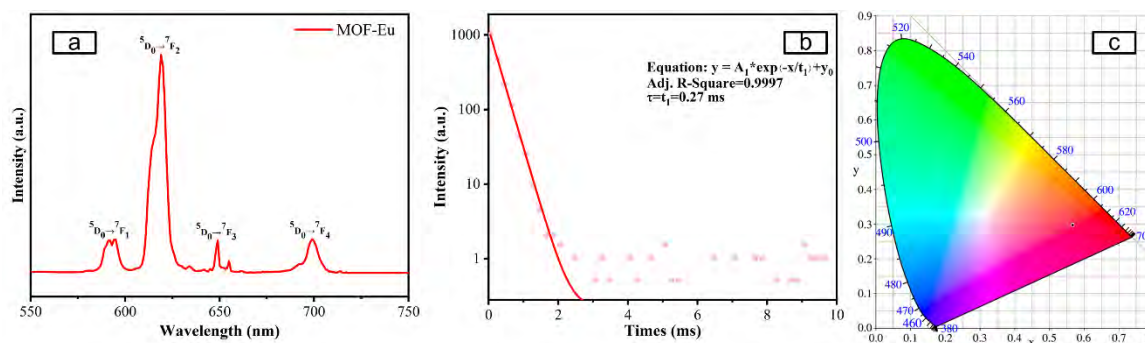 a
MOF-Eu
⁵D₀→⁷F₂
⁵D₀→⁷F₁
⁵D₀→⁷F₃
⁵D₀→⁷F₄
Intensity (a.u.)
550 600 650 700 750
Wavelength (nm)
b
Equation: y = A₁*exp(-x/t₁)+y₀
Adj. R-Square=0.9997
τ=t₁=0.27 ms
Intensity (a.u.)
1000
100
10
1
0 2 4 6 8 10
Times (ms)
c
0.9
0.8
0.7
0.6
0.5
y
0.4
0.3
0.2
0.1
0.0
0.0 0.1 0.2 0.3 0.4 0.5 0.6 0.7
x
520
540
560
500
580
600
620
490
480
470
460
380